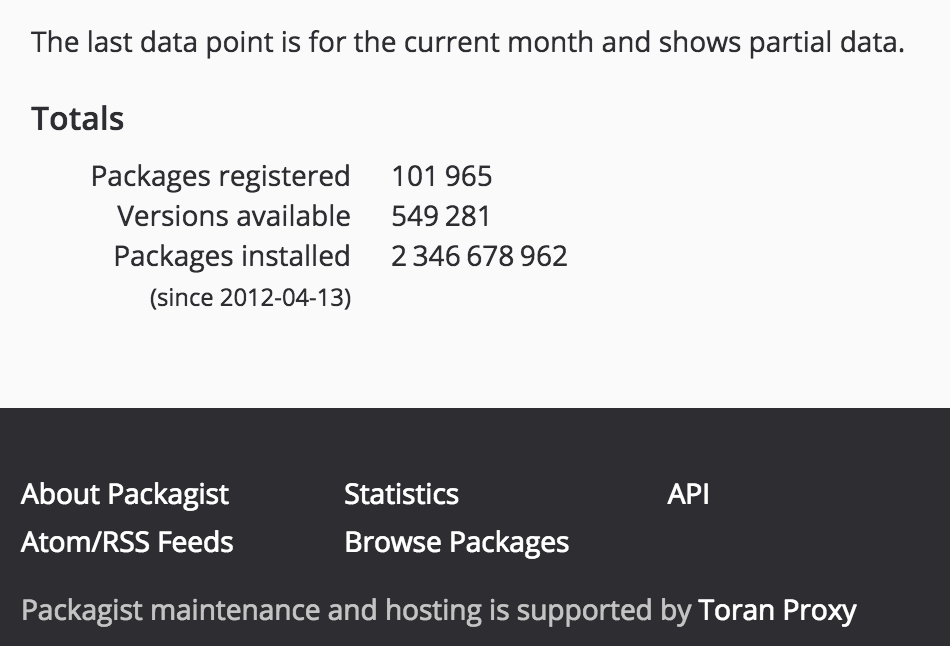 The last data point is for the current month and shows partial data.
Totals
Packages registered 101 965
Versions available 549 281
Packages installed 2 346 678 962
(since 2012-04-13)
About Packagist Statistics API
Atom/RSS Feeds Browse Packages
Packagist maintenance and hosting is supported by Toran Proxy